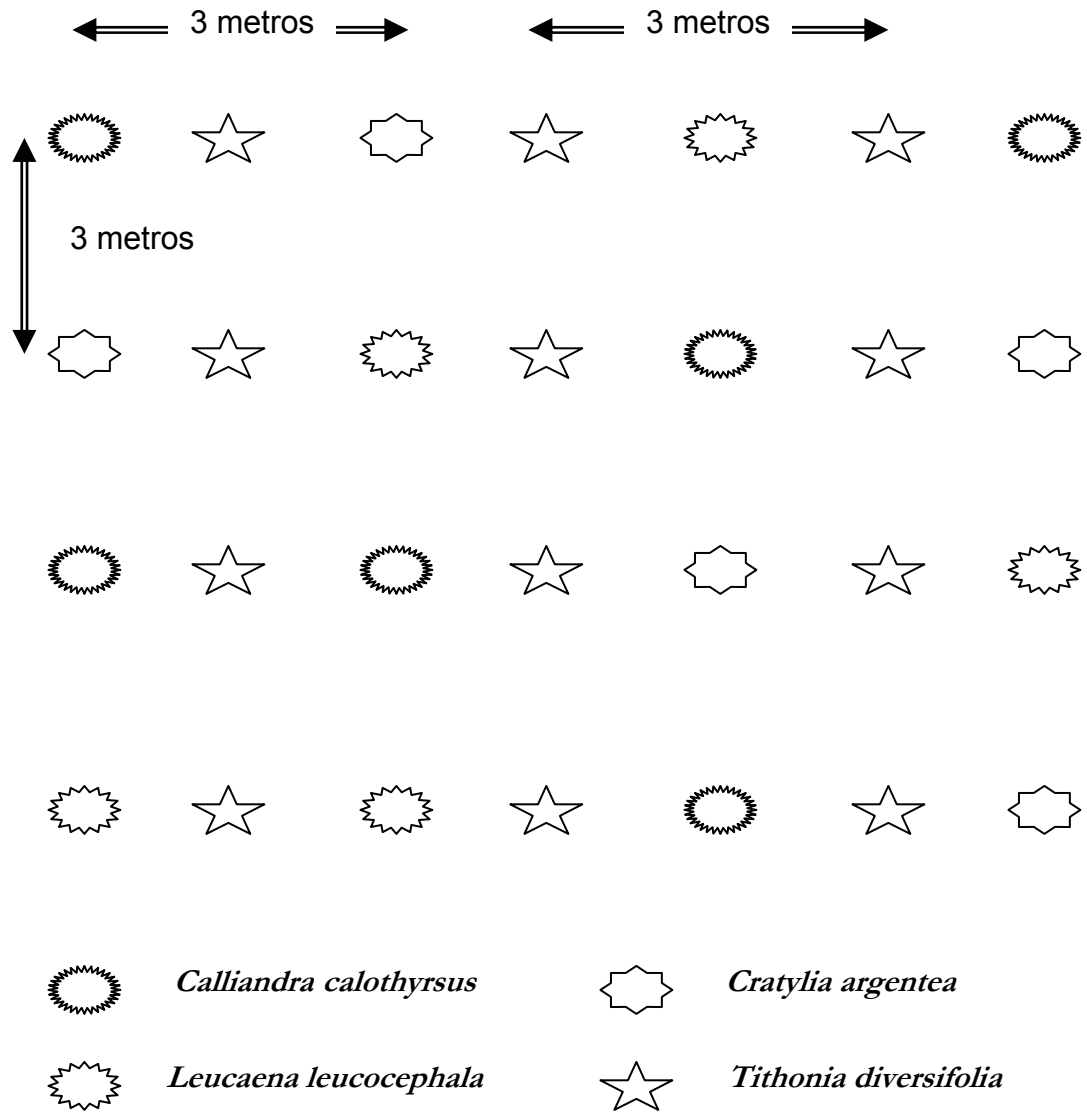 3 metros 3 metros
3 metros
Calliandra calothyrsus Cratylia argentea
Leucaena leucocephala Tithonia diversifolia